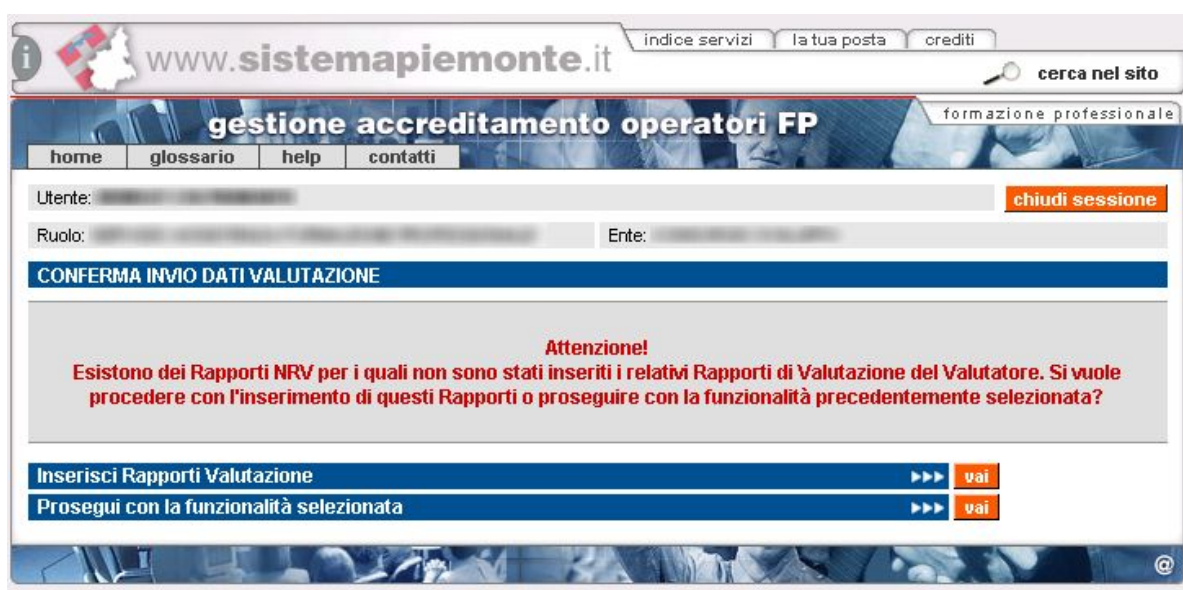 i
www.sistemapiemonte.it
indice servizi
la tua posta
crediti
cerca nel sito
gestione accreditamento operatori FP
formazione professionale
home glossario help contatti
Utente:
chiudi sessione
Ruolo: Ente:
CONFERMA INVIO DATI VALUTAZIONE
Attenzione!
Esistono dei Rapporti NRV per i quali non sono stati inseriti i relativi Rapporti di Valutazione del Valutatore. Si vuole
procedere con l'inserimento di questi Rapporti o proseguire con la funzionalità precedentemente selezionata?
Inserisci Rapporti Valutazione vai
Prosegui con la funzionalità selezionata vai
@